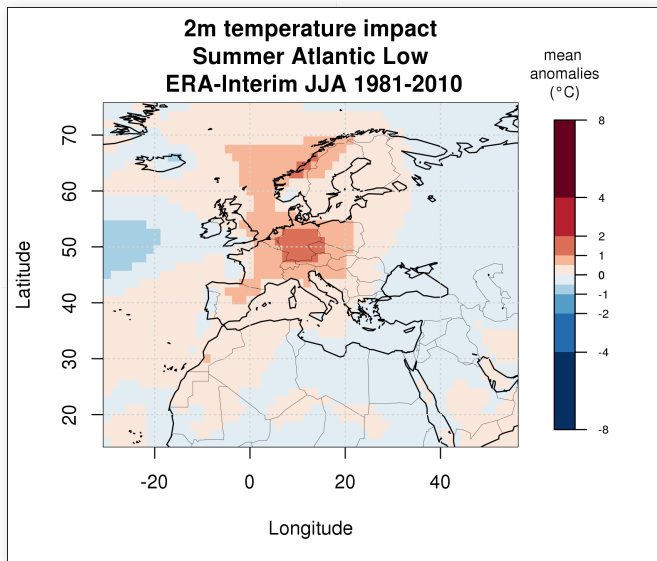 2m temperature impact
Summer Atlantic Low
ERA-Interim JJA 1981-2010
mean
anomalies
(°C)
8
4
2
1
0
-1
-2
-4
-8
Latitude
70
60
50
40
30
20
-20
0
20
40
Longitude